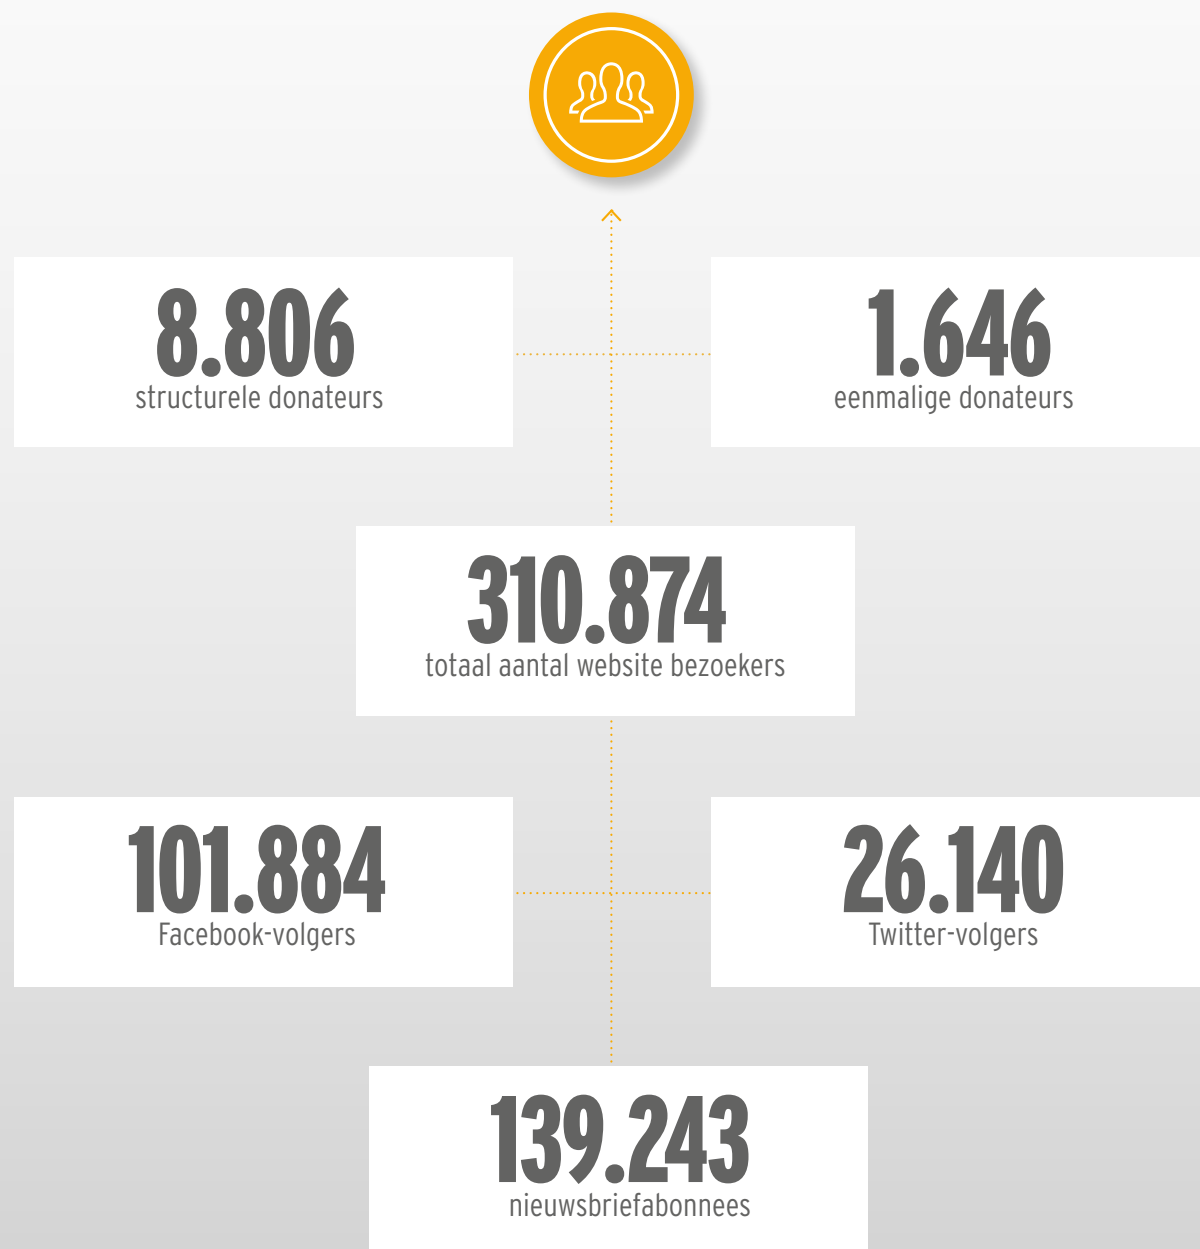 8.806
structurele donateurs
1.646
eenmalige donateurs
310.874
totaal aantal website bezoekers
101.884
Facebook-volgers
26.140
Twitter-volgers
139.243
nieuwsbriefabonnees